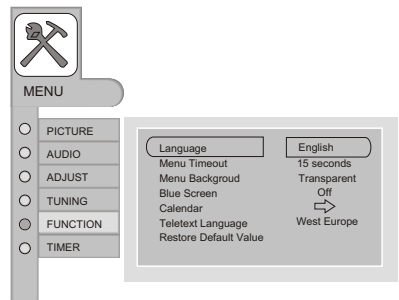 MENU
PICTURE
AUDIO
ADJUST
TUNING
FUNCTION
TIMER
Language English
Menu Timeout 15 seconds
Menu Backgroud Transparent
Blue Screen Off
Calendar
Teletext Language West Europe
Restore Default Value